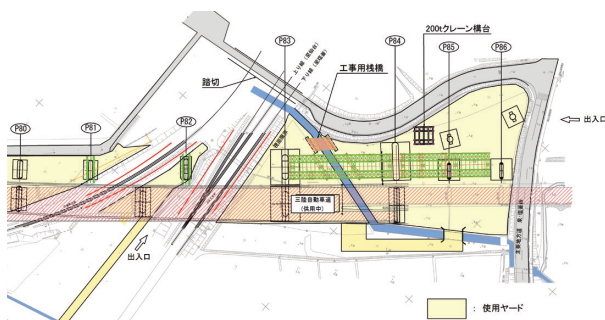 P83
P84
200tクレーン構台
P85
P86
工事用桟橋
踏切
出入口
P80
P81
P82
三陸自動車道
(供用中)
出入口
: 使用ヤード